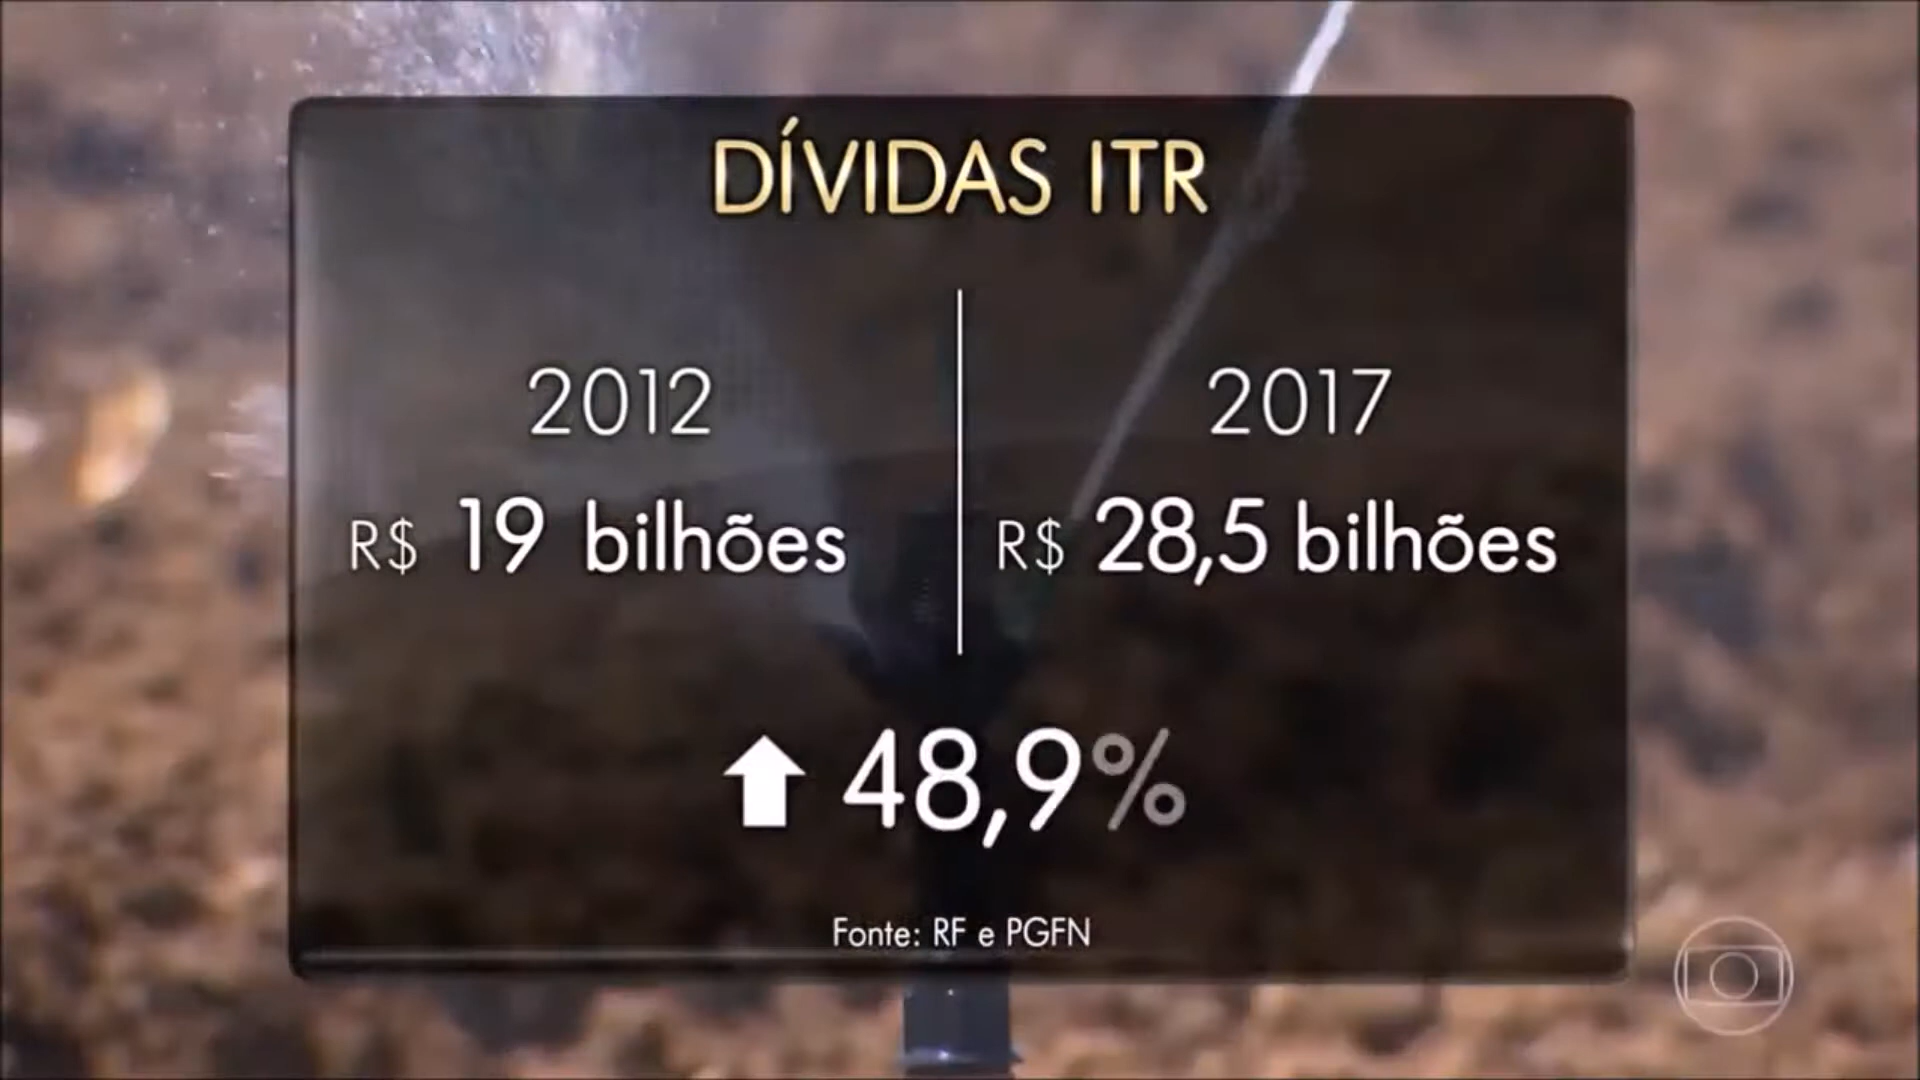 DÍVIDAS ITR
2012
R$ 19 bilhões
2017
R$ 28,5 bilhões
48,9%
Fonte: RF e PGFN